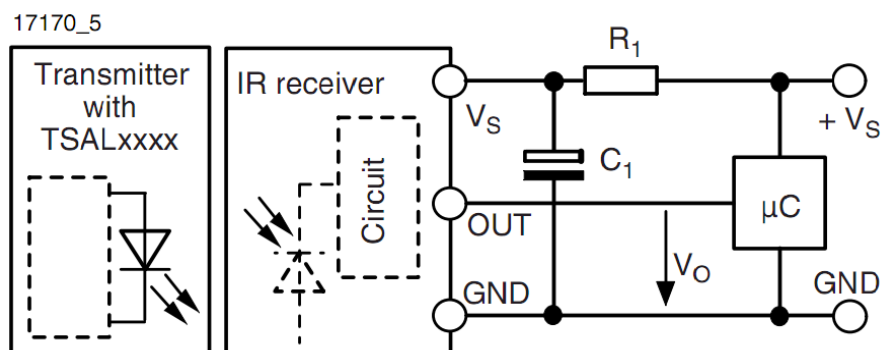 17170_5
Transmitter
with
TSALxxxx
IR receiver
Circuit
VS
OUT
GND
R1
C1
VO
μC
+ VS
GND